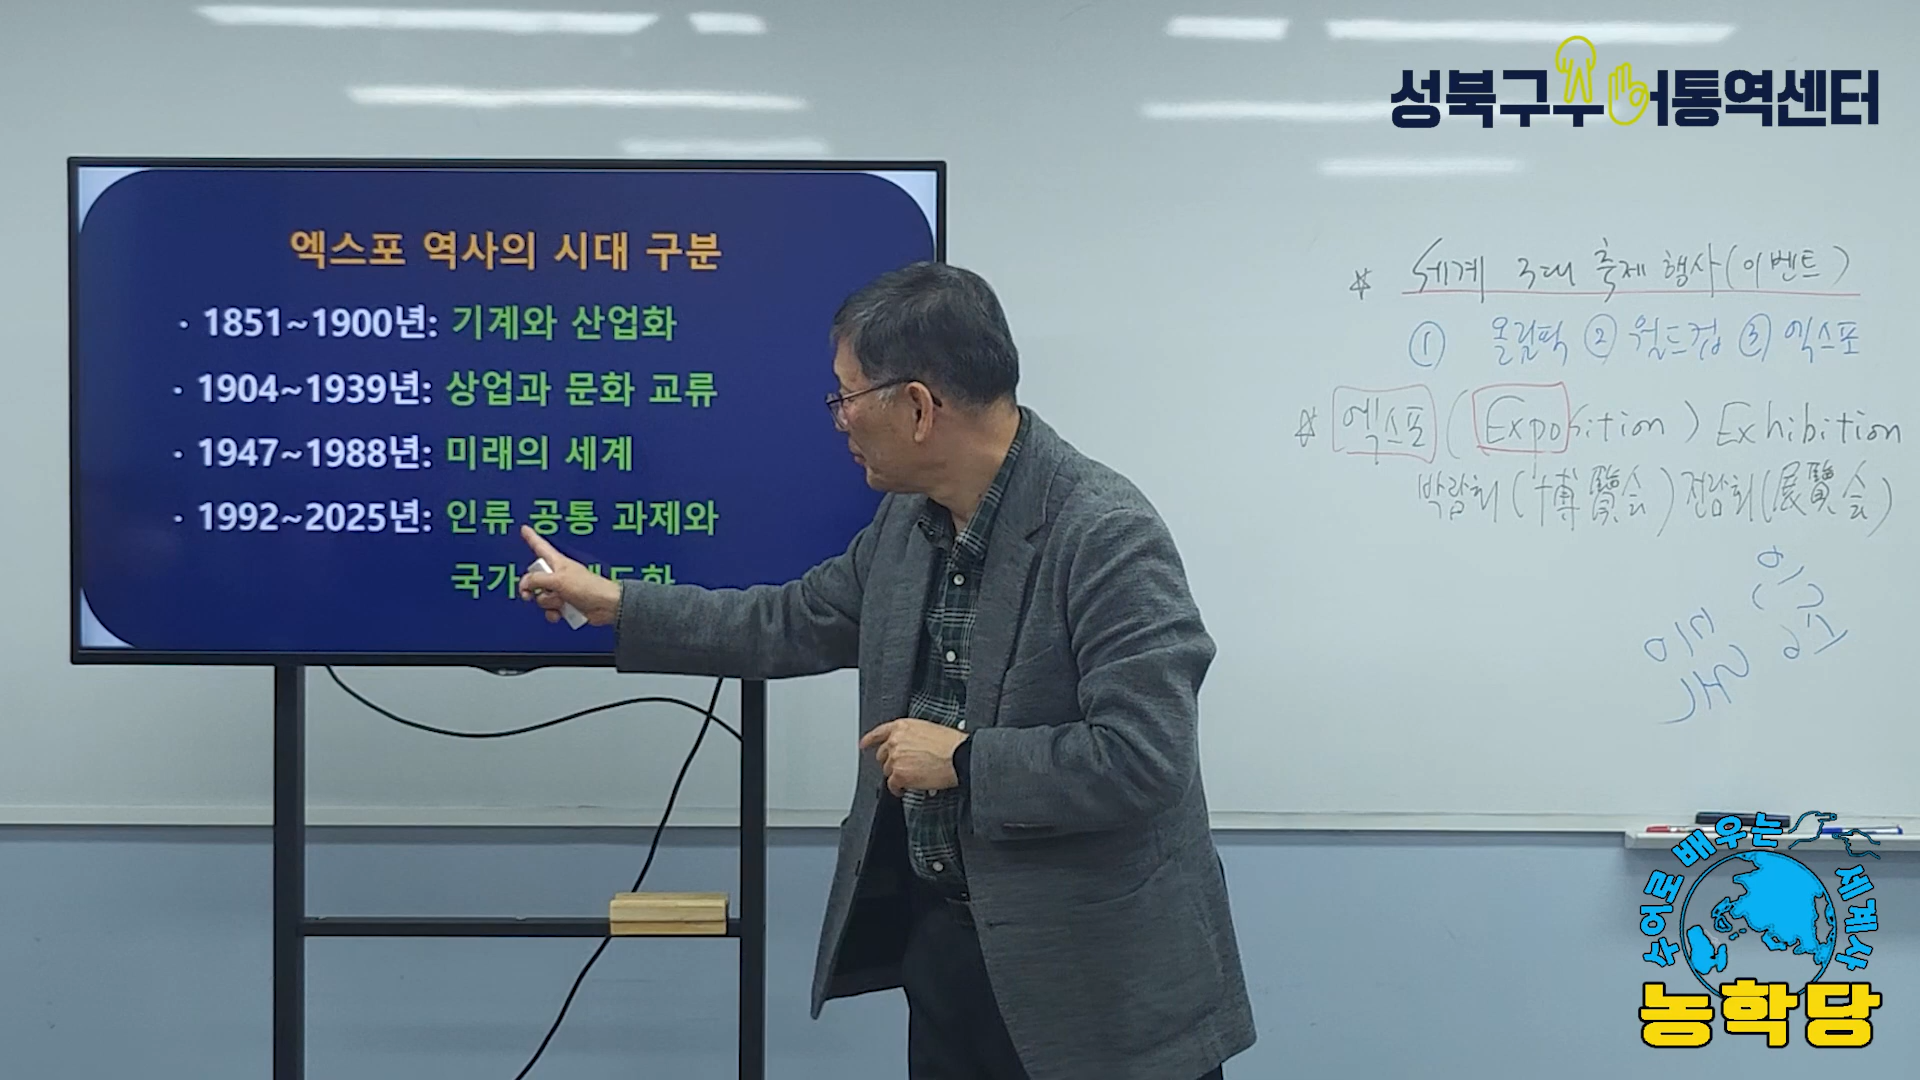 성북구수어통역센터
엑스포 역사의 시대 구분
· 1851~1900년: 기계와 산업화
· 1904~1939년: 상업과 문화 교류
· 1947~1988년: 미래의 세계
· 1992~2025년: 인류 공통 과제와
국가
세계 3대 축제 행사(이벤트)
① 올림픽 ② 월드컵 ③ 엑스포
엑스포 (Exposition) Exhibition
박람회(博覽会) 전람회(展覽会)
수어로 배우는 세계사
농학당